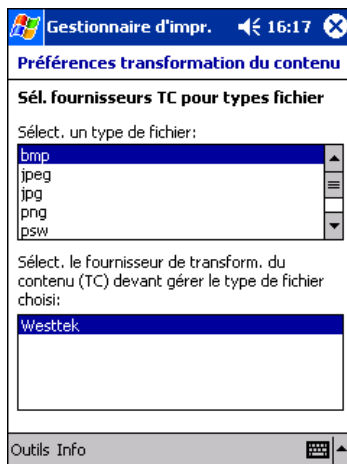 Gestionnaire d'impr. 16:17
Préférences transformation du contenu
Sél. fournisseurs TC pour types fichier
Sélect. un type de fichier:
bmp
jpeg
jpg
png
psw
Sélect. le fournisseur de transform. du
contenu (TC) devant gérer le type de fichier
choisi:
Westtek
Outils Info